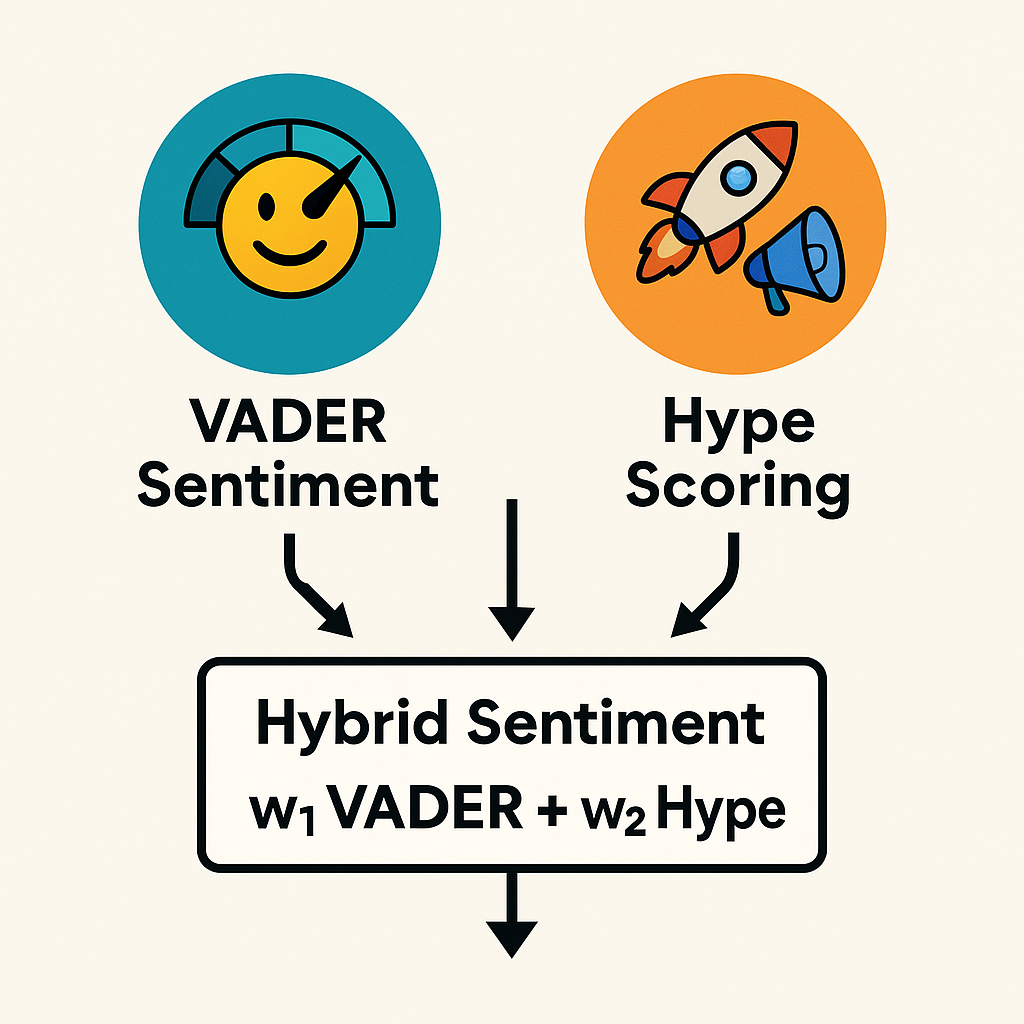 VADER
Sentiment
Hype
Scoring
Hybrid Sentiment
w₁ VADER + w₂ Hype